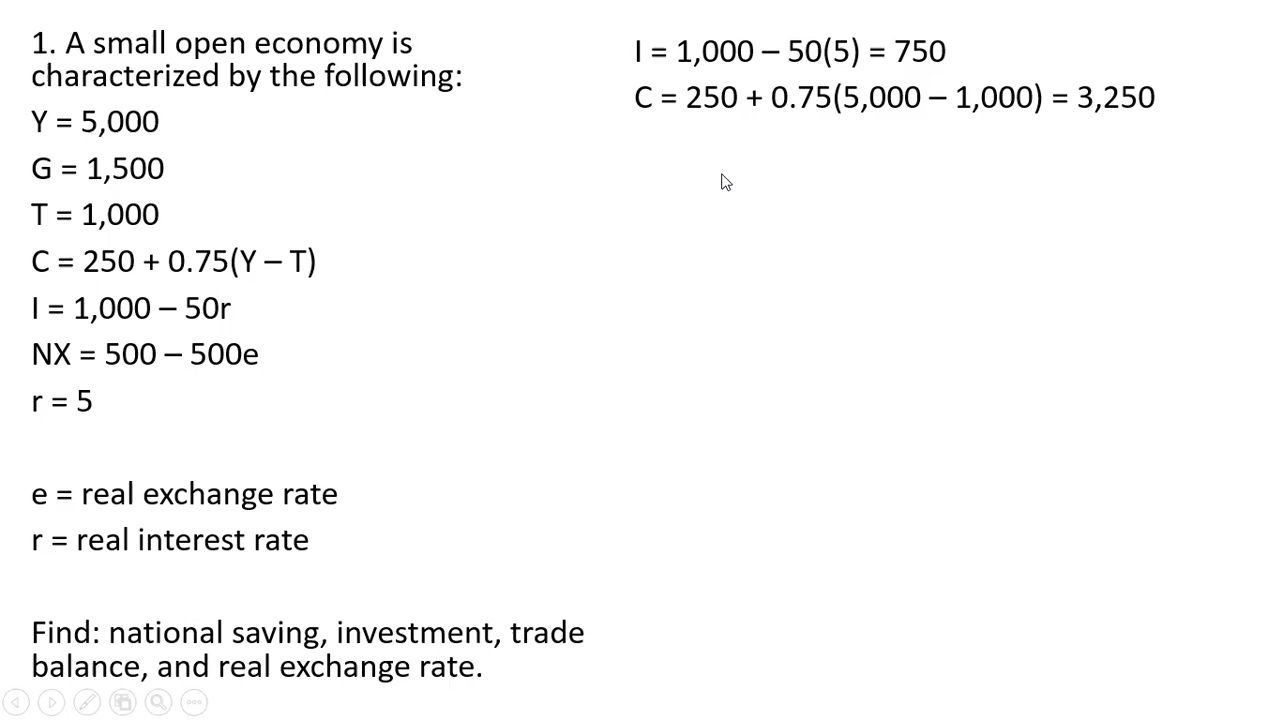 1. A small open economy is
characterized by the following:
Y = 5,000
G = 1,500
T = 1,000
C = 250 + 0.75(Y – T)
I = 1,000 – 50r
NX = 500 – 500e
r = 5
e = real exchange rate
r = real interest rate
Find: national saving, investment, trade
balance, and real exchange rate.
I = 1,000 – 50(5) = 750
C = 250 + 0.75(5,000 – 1,000) = 3,250